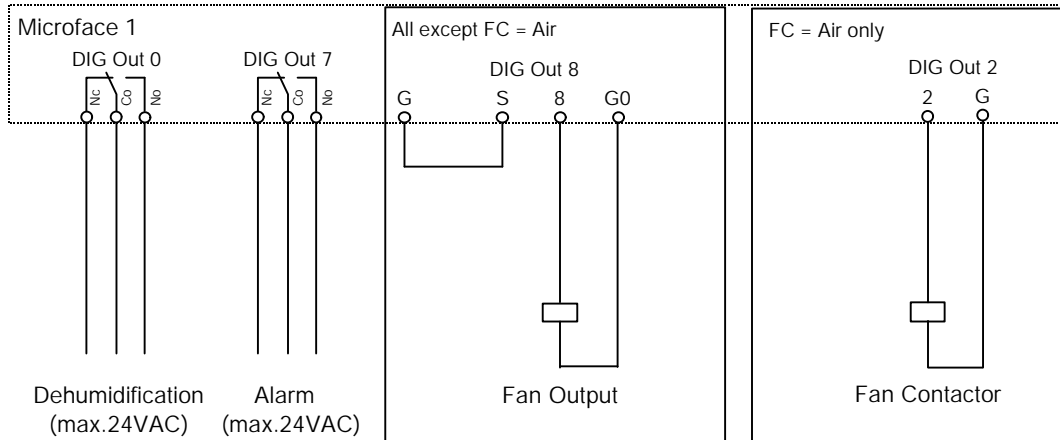 Microface 1
DIG Out 0
Nc
Co
No
Dehumidification
(max.24VAC)
DIG Out 7
Nc
Co
No
Alarm
(max.24VAC)
All except FC = Air
DIG Out 8
G S 8 G0
Fan Output
FC = Air only
DIG Out 2
2 G
Fan Contactor